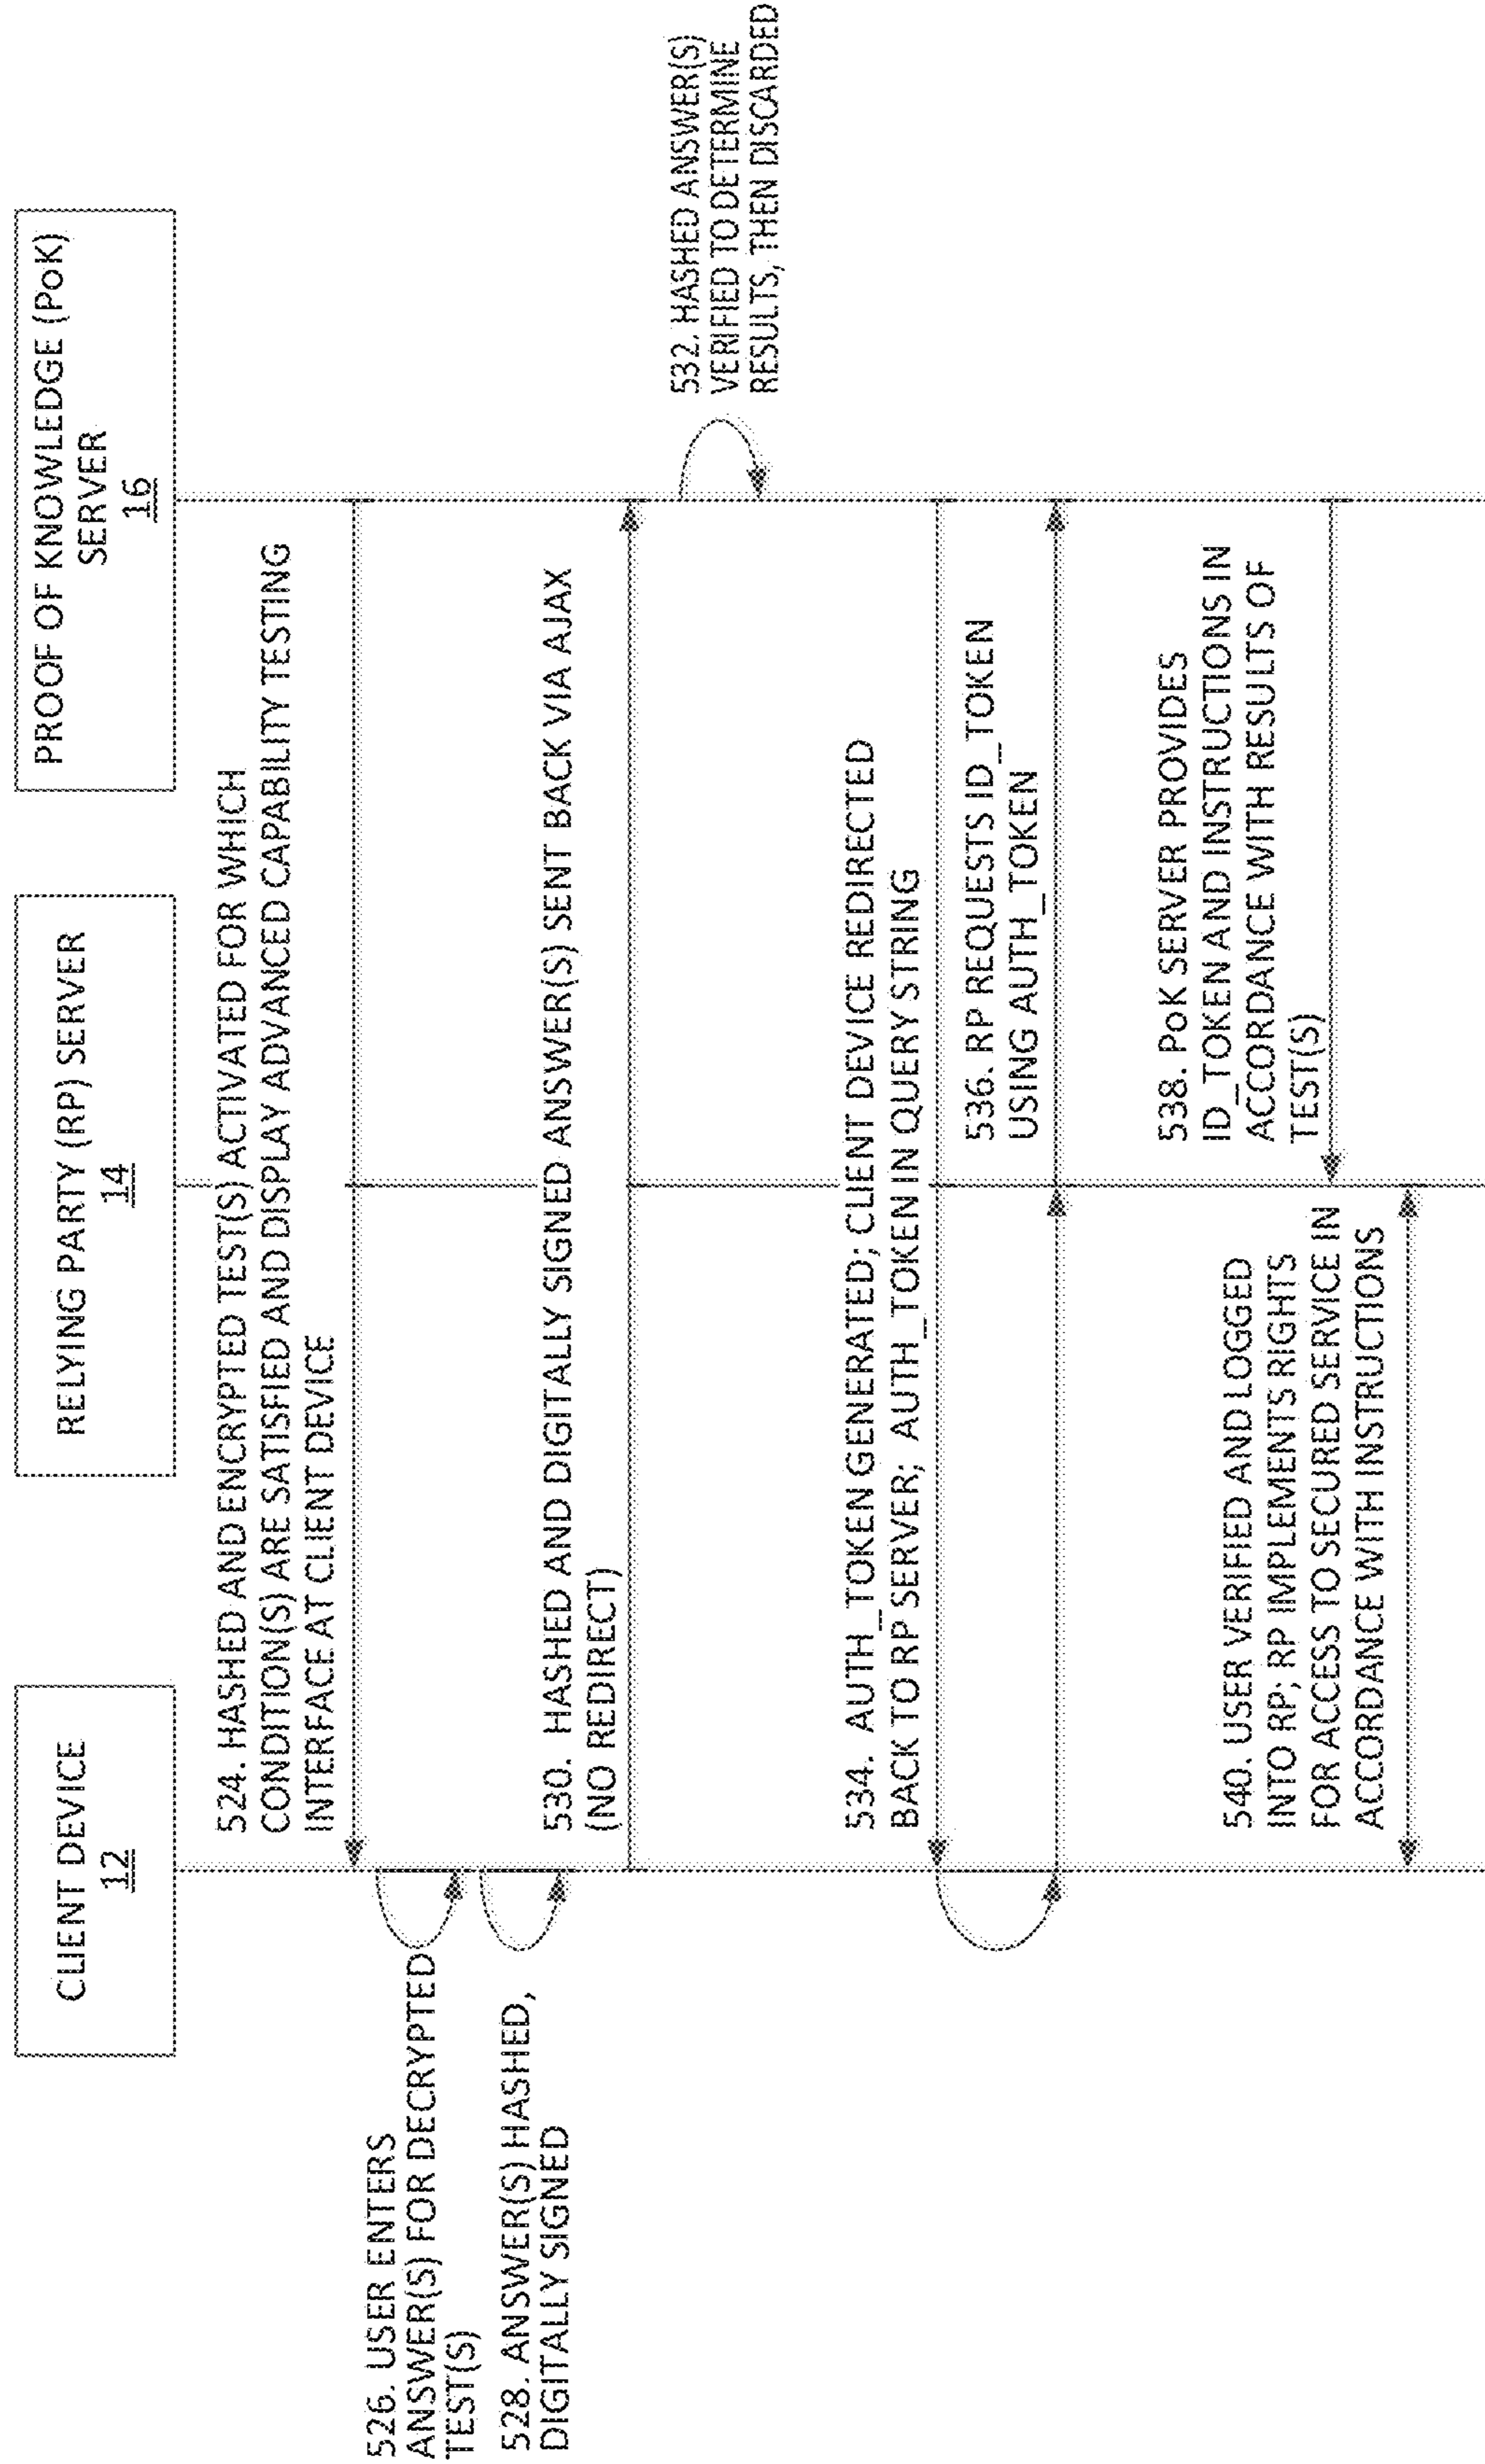 CLIENT DEVICE
12
RELYING PARTY (RP) SERVER
14
PROOF OF KNOWLEDGE (PoK)
SERVER
16
524. HASHED AND ENCRYPTED TEST(S) ACTIVATED FOR WHICH
CONDITION(S) ARE SATISFIED AND DISPLAY ADVANCED CAPABILITY TESTING
INTERFACE AT CLIENT DEVICE
526. USER ENTERS
ANSWER(S) FOR DECRYPTED
TEST(S)
528. ANSWER(S) HASHED,
DIGITALLY SIGNED
530. HASHED AND DIGITALLY SIGNED ANSWER(S) SENT BACK VIA AJAX
(NO REDIRECT)
532. HASHED ANSWER(S)
VERIFIED TO DETERMINE
RESULTS, THEN DISCARDED
534. AUTH_TOKEN GENERATED; CLIENT DEVICE REDIRECTED
BACK TO RP SERVER; AUTH_TOKEN IN QUERY STRING
536. RP REQUESTS ID_TOKEN
USING AUTH_TOKEN
538. PoK SERVER PROVIDES
ID_TOKEN AND INSTRUCTIONS IN
ACCORDANCE WITH RESULTS OF
TEST(S)
540. USER VERIFIED AND LOGGED
INTO RP; RP IMPLEMENTS RIGHTS
FOR ACCESS TO SECURED SERVICE IN
ACCORDANCE WITH INSTRUCTIONS